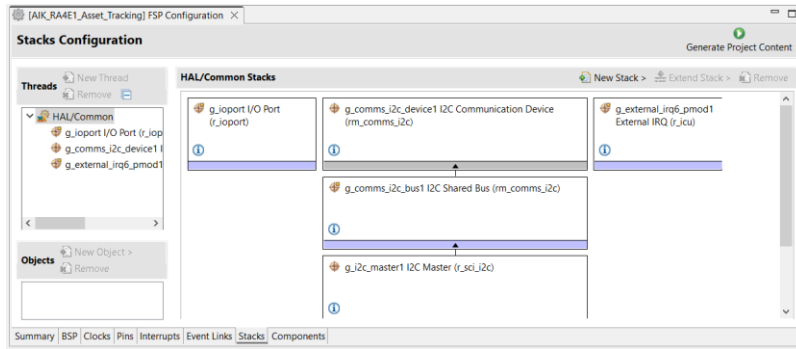 [AIK_RA4E1_Asset_Tracking] FSP Configuration
Stacks Configuration
Generate Project Content
Threads
New Thread
Remove
HAL/Common
g_ioport I/O Port (r_iop
g_comms_i2c_device1 I
g_external_irq6_pmod1
Objects
New Object >
Remove
HAL/Common Stacks
New Stack >
Extend Stack >
Remove
g_ioport I/O Port
(r_ioport)
g_comms_i2c_device1 I2C Communication Device
(rm_comms_i2c)
g_external_irq6_pmod1
External IRQ (r_icu)
g_comms_i2c_bus1 I2C Shared Bus (rm_comms_i2c)
g_i2c_master1 I2C Master (r_sci_i2c)
Summary BSP Clocks Pins Interrupts Event Links Stacks Components